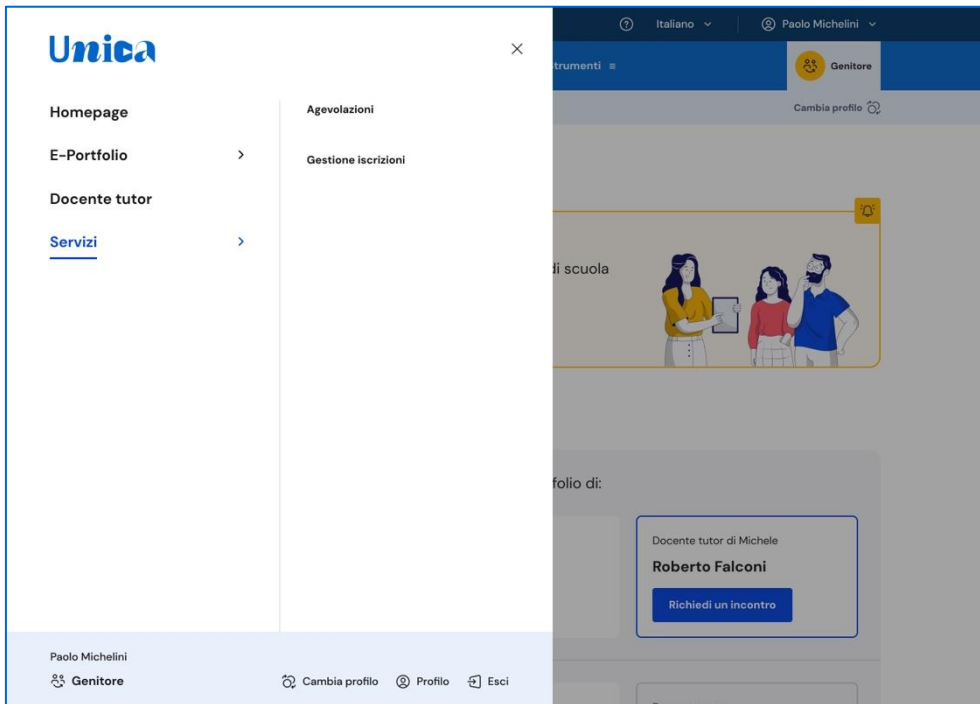 Unica
Homepage
E-Portfolio
Docente tutor
Servizi
Agevolazioni
Gestione iscrizioni
Paolo Michelini
Genitore
Cambia profilo
Profilo
Esci
Italiano
Paolo Michelini
trumenti
Genitore
Cambia profilo
di scuola
folio di:
Docente tutor di Michele
Roberto Falconi
Richiedi un incontro